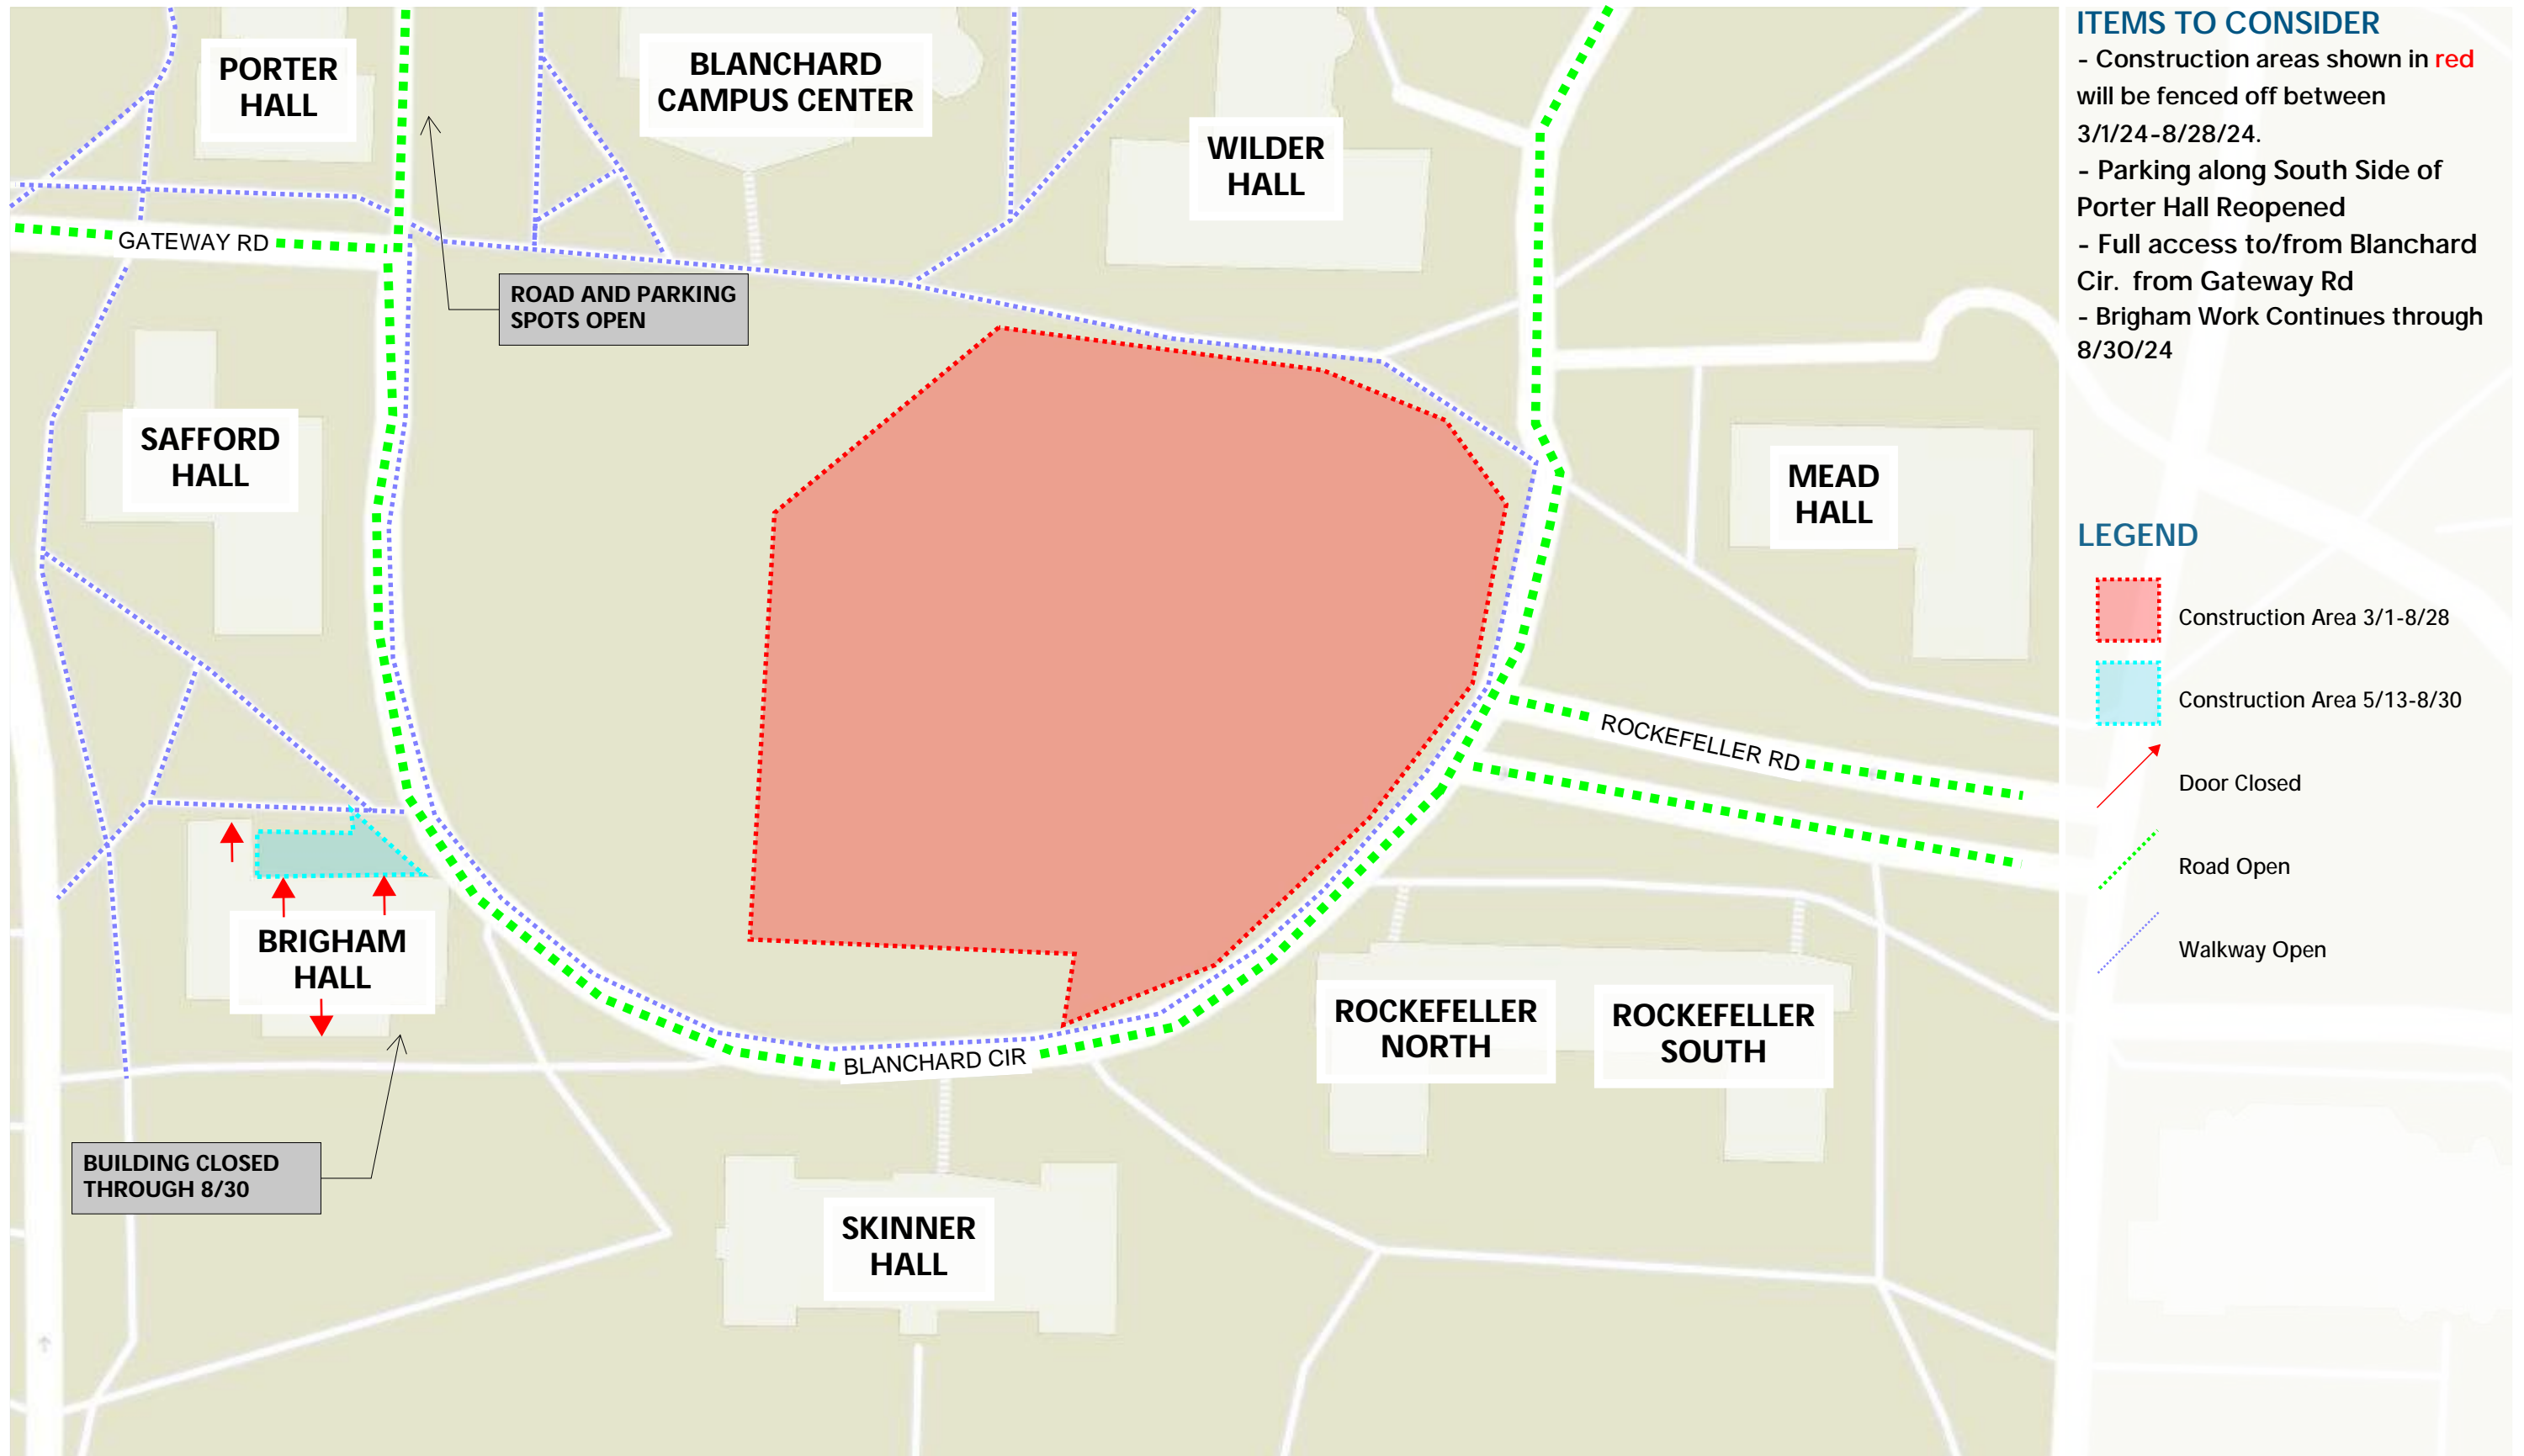 PORTER
HALL
BLANCHARD
CAMPUS CENTER
WILDER
HALL
GATEWAY RD
ROAD AND PARKING
SPOTS OPEN
SAFFORD
HALL
MEAD
HALL
ROCKEFELLER RD
BRIGHAM
HALL
BLANCHARD CIR
ROCKEFELLER
NORTH
ROCKEFELLER
SOUTH
BUILDING CLOSED
THROUGH 8/30
SKINNER
HALL
ITEMS TO CONSIDER
- Construction areas shown in red
will be fenced off between
3/1/24-8/28/24.
- Parking along South Side of
Porter Hall Reopened
- Full access to/from Blanchard
Cir. from Gateway Rd
- Brigham Work Continues through
8/30/24
LEGEND
Construction Area 3/1-8/28
Construction Area 5/13-8/30
Door Closed
Road Open
Walkway Open